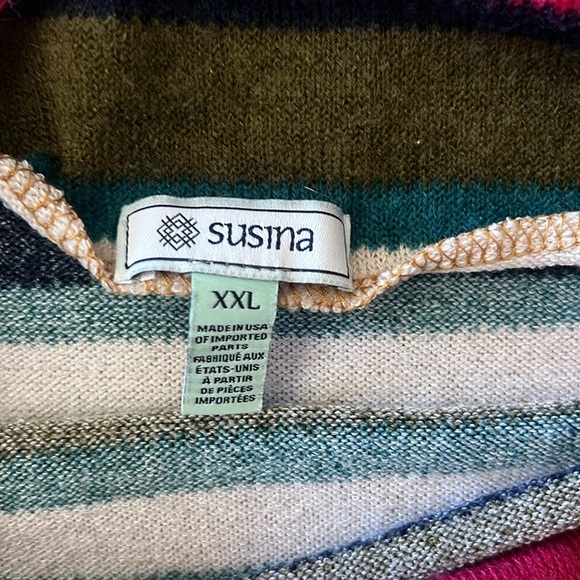 susina
XXL
MADE IN USA
OF IMPORTED
PARTS
FABRIQUÉ AUX
ÉTATS-UNIS
À PARTIR
DE PIÈCES
IMPORTÉES